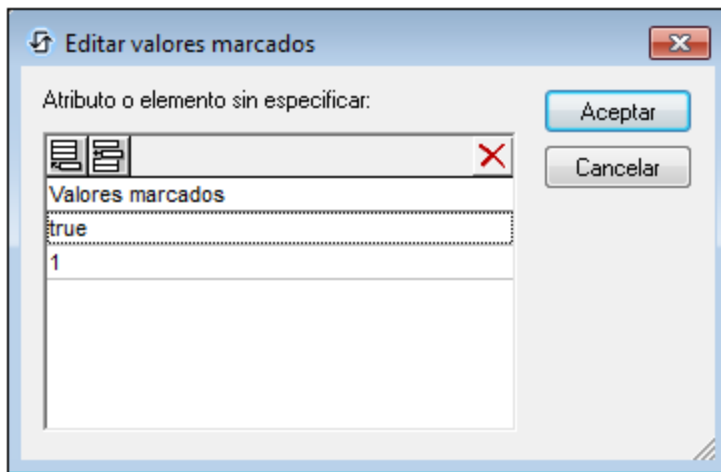 Editar valores marcados
Atributo o elemento sin especificar:
Aceptar
Cancelar
Valores marcados
true
1